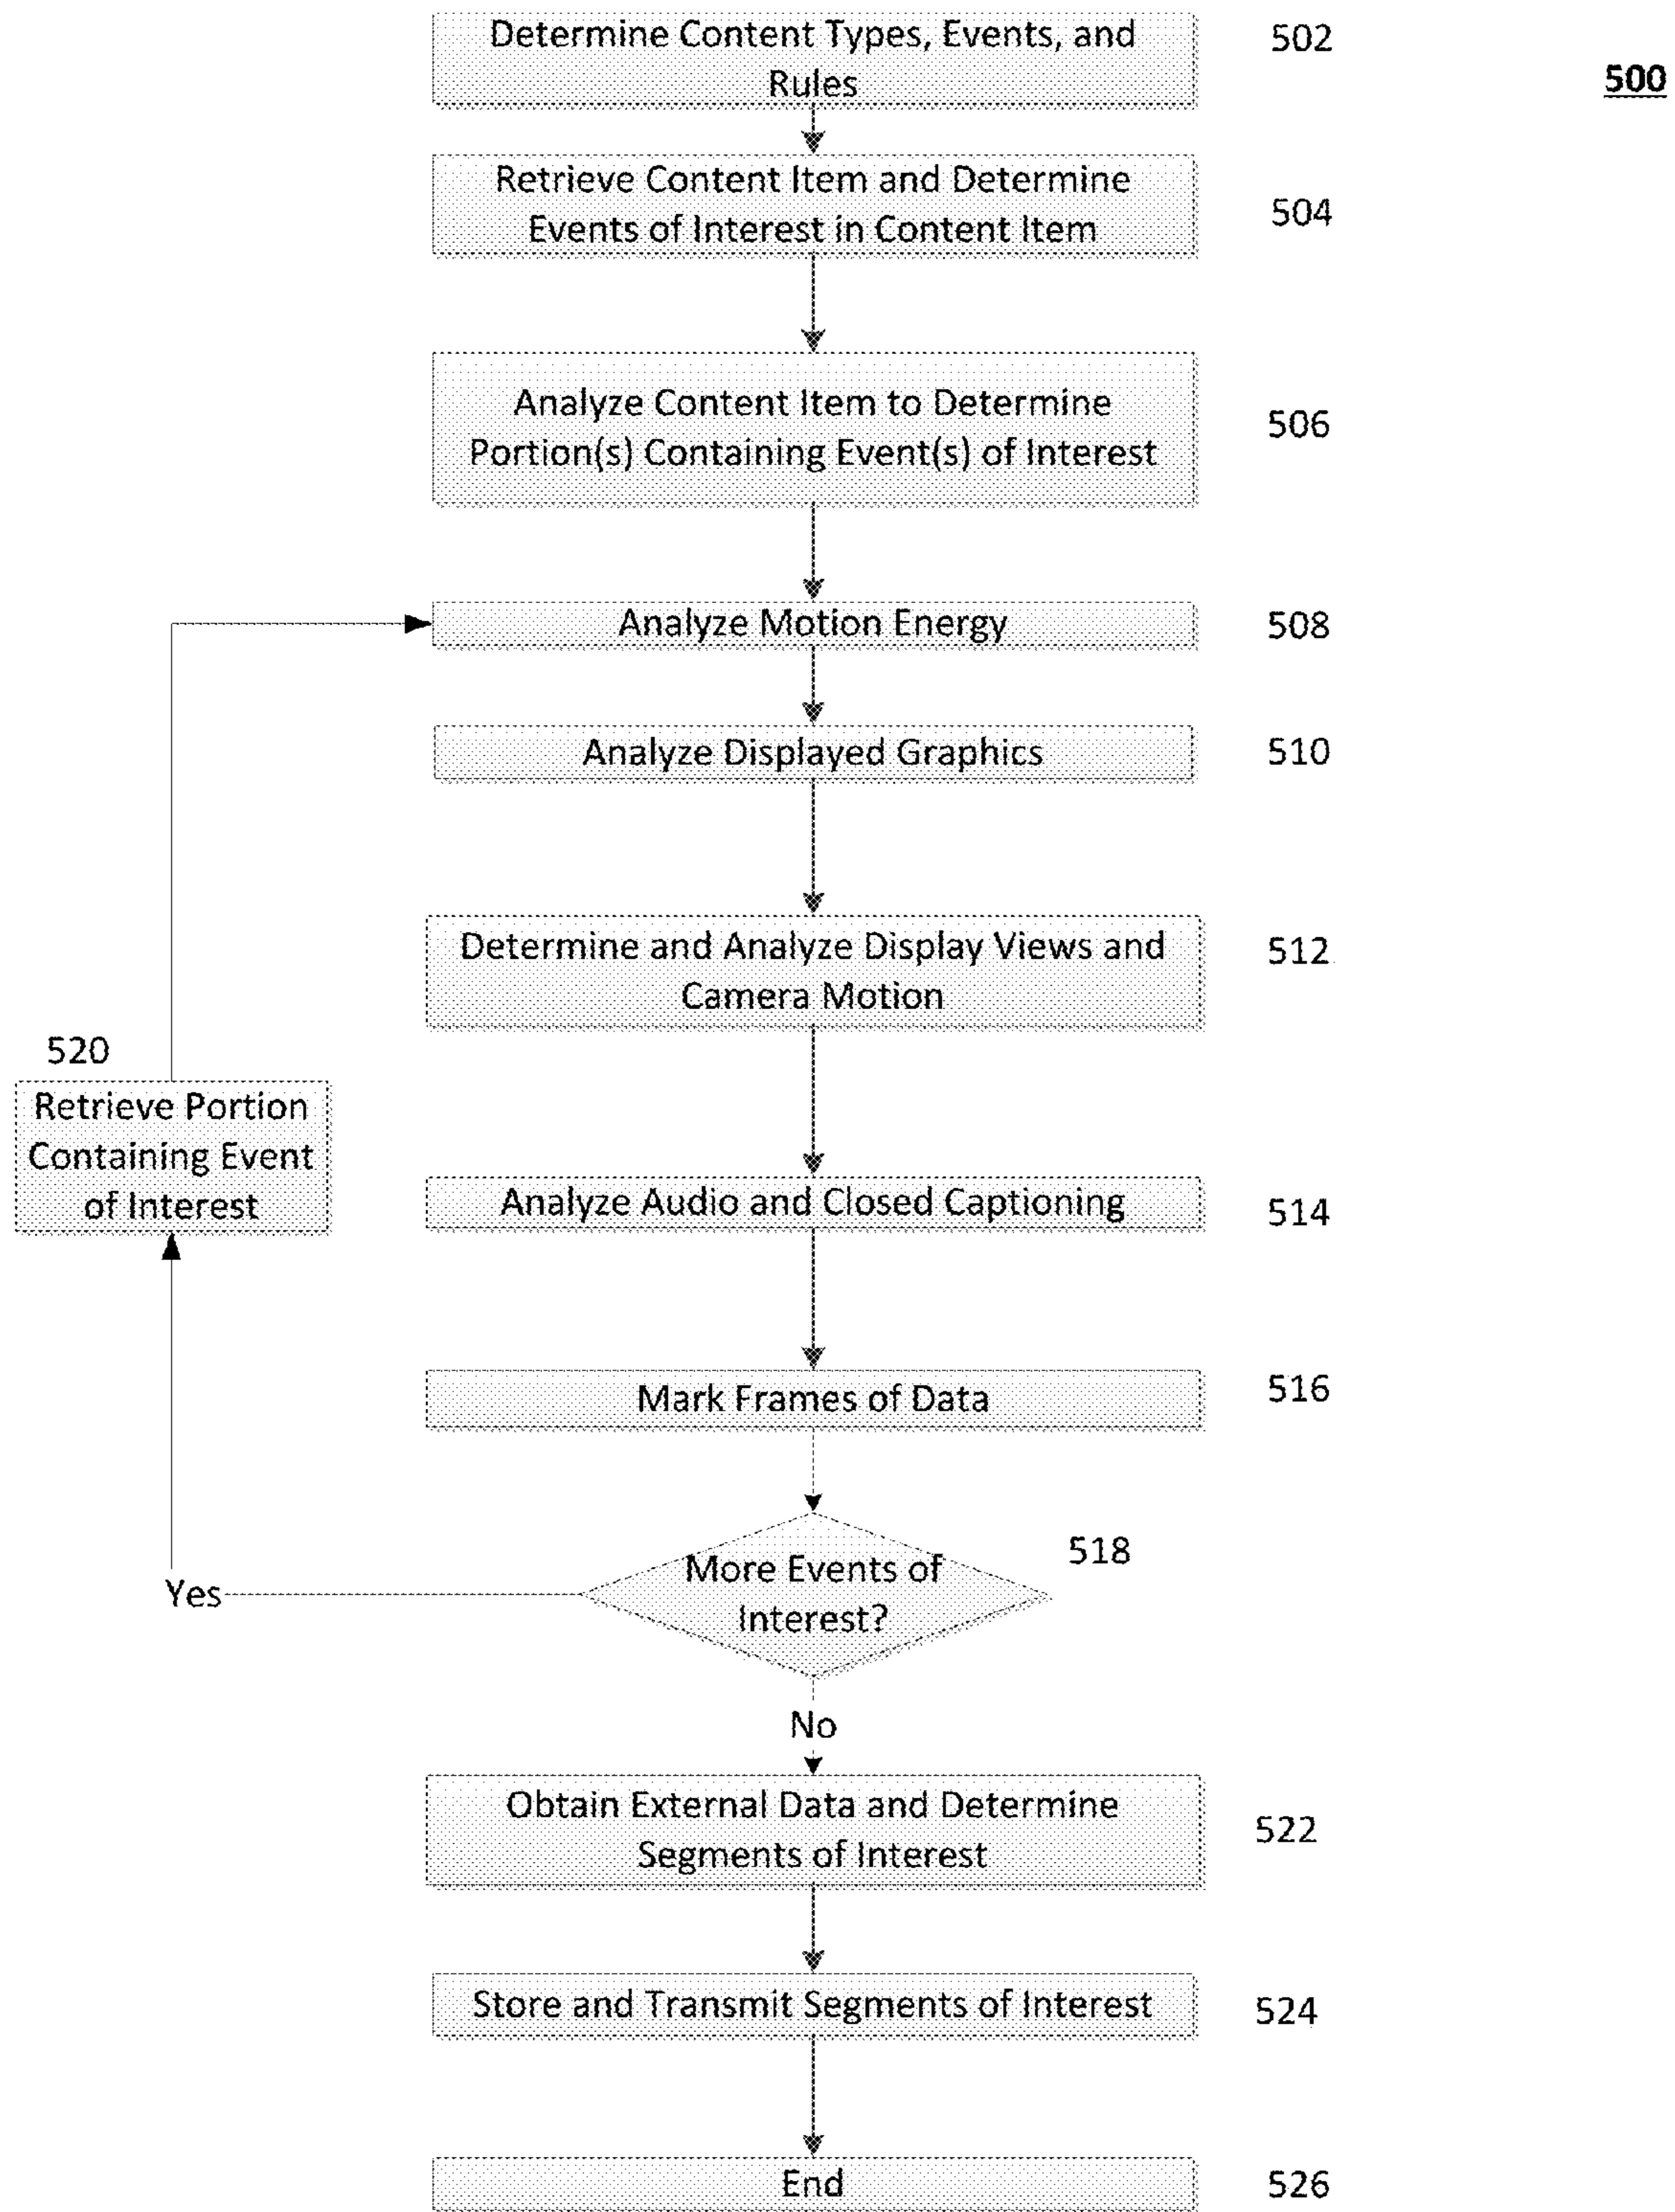 Determine Content Types, Events, and
Rules
502
500
Retrieve Content Item and Determine
Events of Interest in Content Item
504
Analyze Content Item to Determine
Portion(s) Containing Event(s) of Interest
506
Analyze Motion Energy
508
Analyze Displayed Graphics
510
Determine and Analyze Display Views and
Camera Motion
512
520
Retrieve Portion
Containing Event
of Interest
Analyze Audio and Closed Captioning
514
Mark Frames of Data
516
More Events of
Interest?
518
Yes
No
Obtain External Data and Determine
Segments of Interest
522
Store and Transmit Segments of Interest
524
End
526